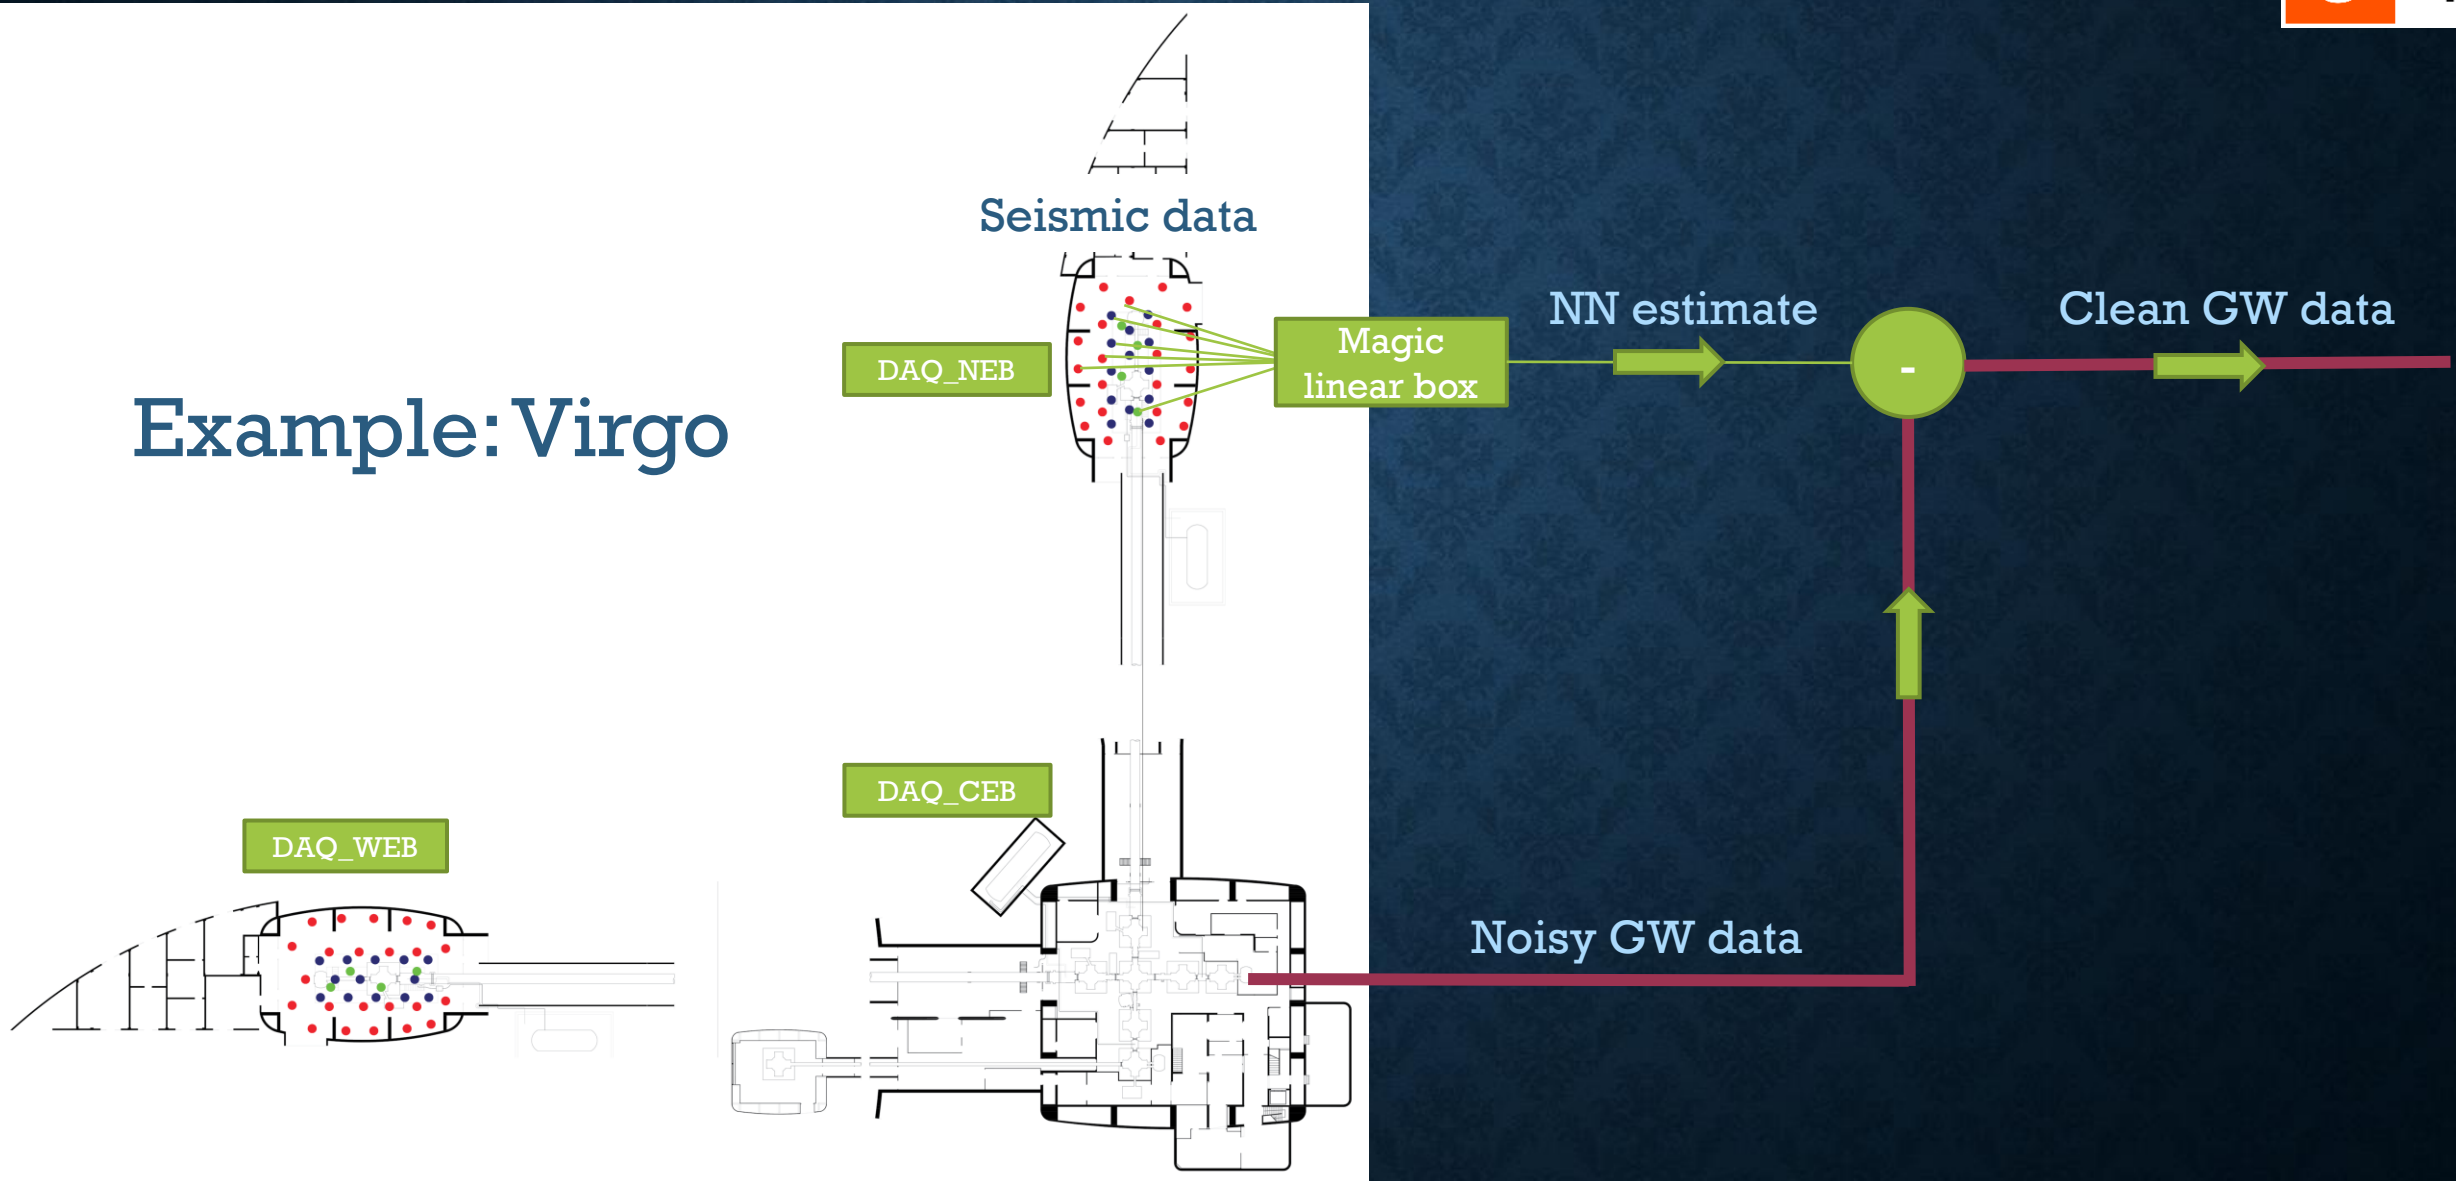 Seismic data
NN estimate
Clean GW data
DAQ_NEB
Magic
linear box
-
Example: Virgo
DAQ_CEB
DAQ_WEB
Noisy GW data